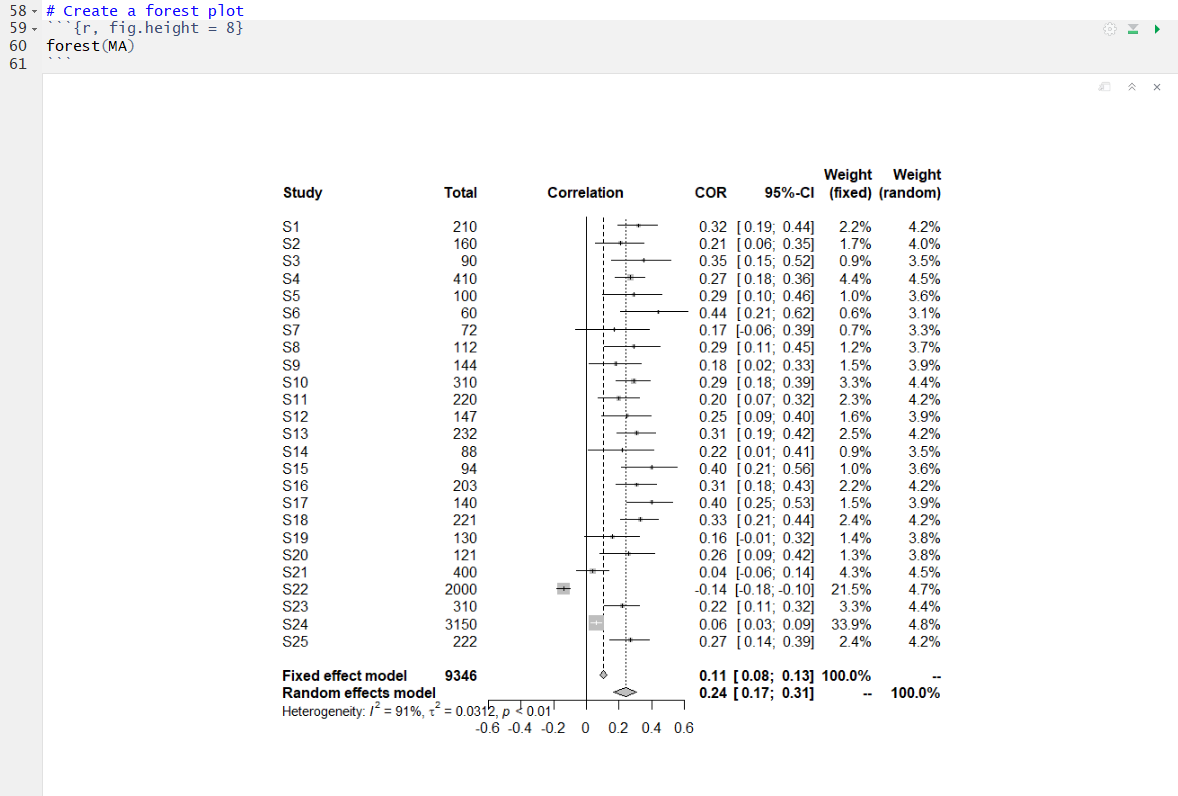 58 # Create a forest plot
59 ```{r, fig.height = 8}
60 forest(MA)
61 ```
Weight Weight
Study Total Correlation COR 95%-CI (fixed) (random)
S1 210 0.32 [ 0.19; 0.44] 2.2% 4.2%
S2 160 0.21 [ 0.06; 0.35] 1.7% 4.0%
S3 90 0.35 [ 0.15; 0.52] 0.9% 3.5%
S4 410 0.27 [ 0.18; 0.36] 4.4% 4.5%
S5 100 0.29 [ 0.10; 0.46] 1.0% 3.6%
S6 60 0.44 [ 0.21; 0.62] 0.6% 3.1%
S7 72 0.17 [-0.06; 0.39] 0.7% 3.3%
S8 112 0.29 [ 0.11; 0.45] 1.2% 3.7%
S9 144 0.18 [ 0.02; 0.33] 1.5% 3.9%
S10 310 0.29 [ 0.18; 0.39] 3.3% 4.4%
S11 220 0.20 [ 0.07; 0.32] 2.3% 4.2%
S12 147 0.25 [ 0.09; 0.40] 1.6% 3.9%
S13 232 0.31 [ 0.19; 0.42] 2.5% 4.2%
S14 88 0.22 [ 0.01; 0.41] 0.9% 3.5%
S15 94 0.40 [ 0.21; 0.56] 1.0% 3.6%
S16 203 0.31 [ 0.18; 0.43] 2.2% 4.2%
S17 140 0.40 [ 0.25; 0.53] 1.5% 3.9%
S18 221 0.33 [ 0.21; 0.44] 2.4% 4.2%
S19 130 0.16 [-0.01; 0.32] 1.4% 3.8%
S20 121 0.26 [ 0.09; 0.42] 1.3% 3.8%
S21 400 0.04 [-0.06; 0.14] 4.3% 4.5%
S22 2000 -0.14 [-0.18; -0.10] 21.5% 4.7%
S23 310 0.22 [ 0.11; 0.32] 3.3% 4.4%
S24 3150 0.06 [ 0.03; 0.09] 33.9% 4.8%
S25 222 0.27 [ 0.14; 0.39] 2.4% 4.2%
Fixed effect model 9346 0.11 [ 0.08; 0.13] 100.0% --
Random effects model 0.24 [ 0.17; 0.31] -- 100.0%
Heterogeneity: I² = 91%, τ² = 0.0312, p < 0.01
-0.6 -0.4 -0.2 0 0.2 0.4 0.6